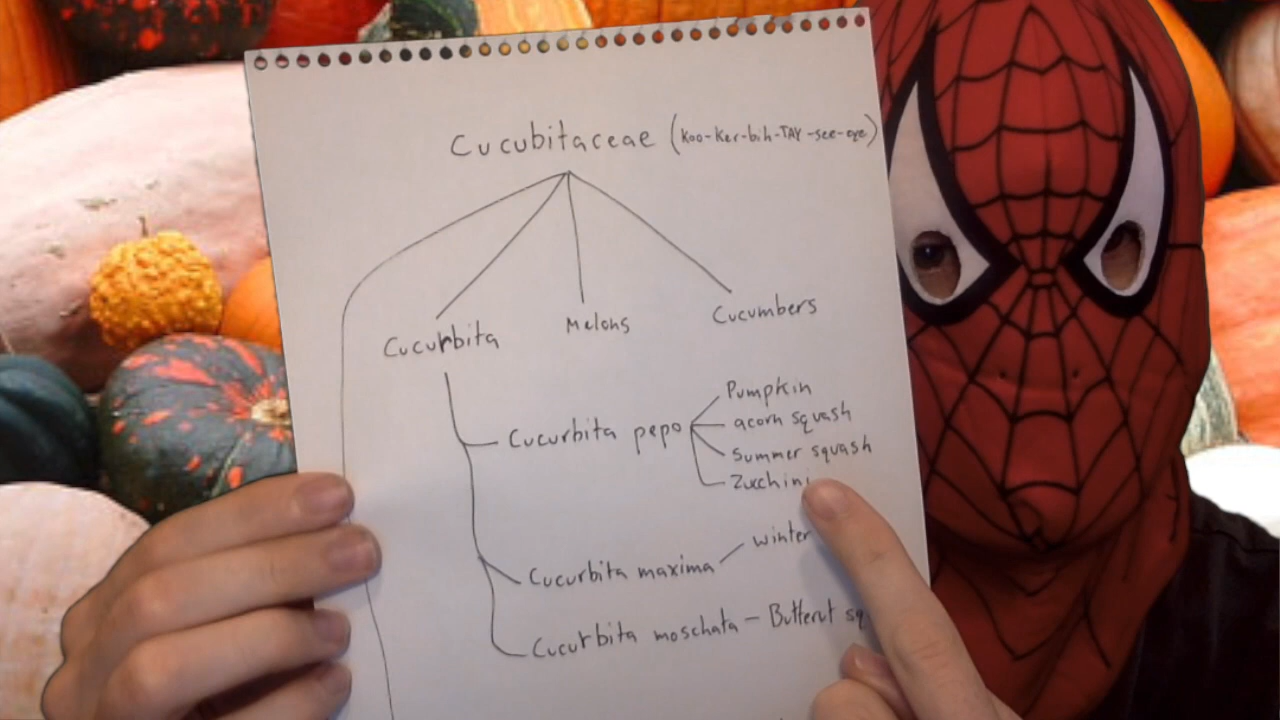 Cucubitaceae (koo-ker-bih-TAY-see-eye)
Cucurbita
Melons
Cucumbers
Cucurbita pepo
Pumpkin
acorn squash
Summer squash
Zucchini
Cucurbita maxima
winter
Cucurbita moschata - Butternut sq